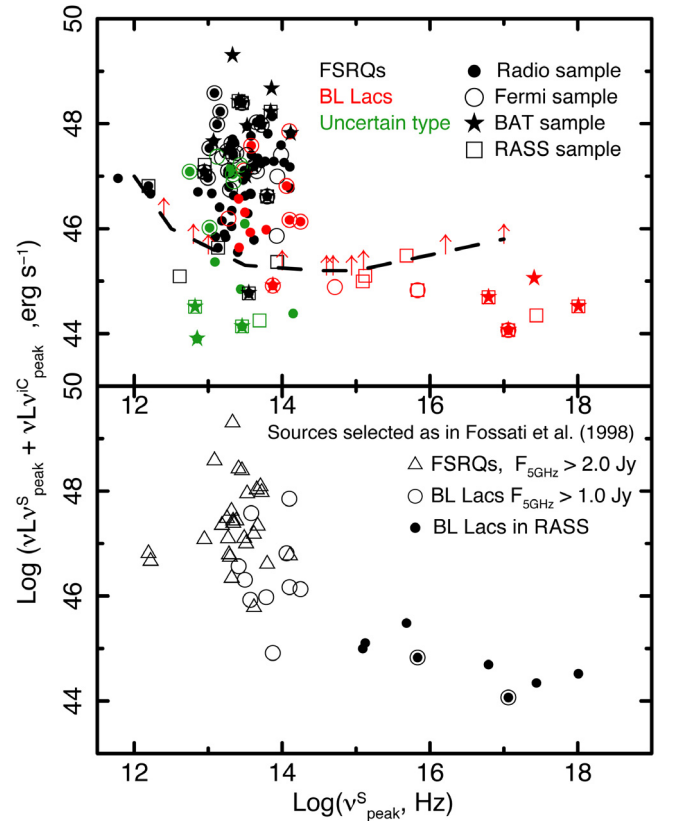 50
48
46
44
50
48
46
44
12 14 16 18
12 14 16 18
FSRQs
BL Lacs
Uncertain type
Radio sample
Fermi sample
BAT sample
RASS sample
Sources selected as in Fossati et al. (1998)
FSRQs, F5GHz > 2.0 Jy
BL Lacs F5GHz > 1.0 Jy
BL Lacs in RASS
Log (νLνSpeak + νLνiCpeak ,erg s−1)
Log(νSpeak, Hz)